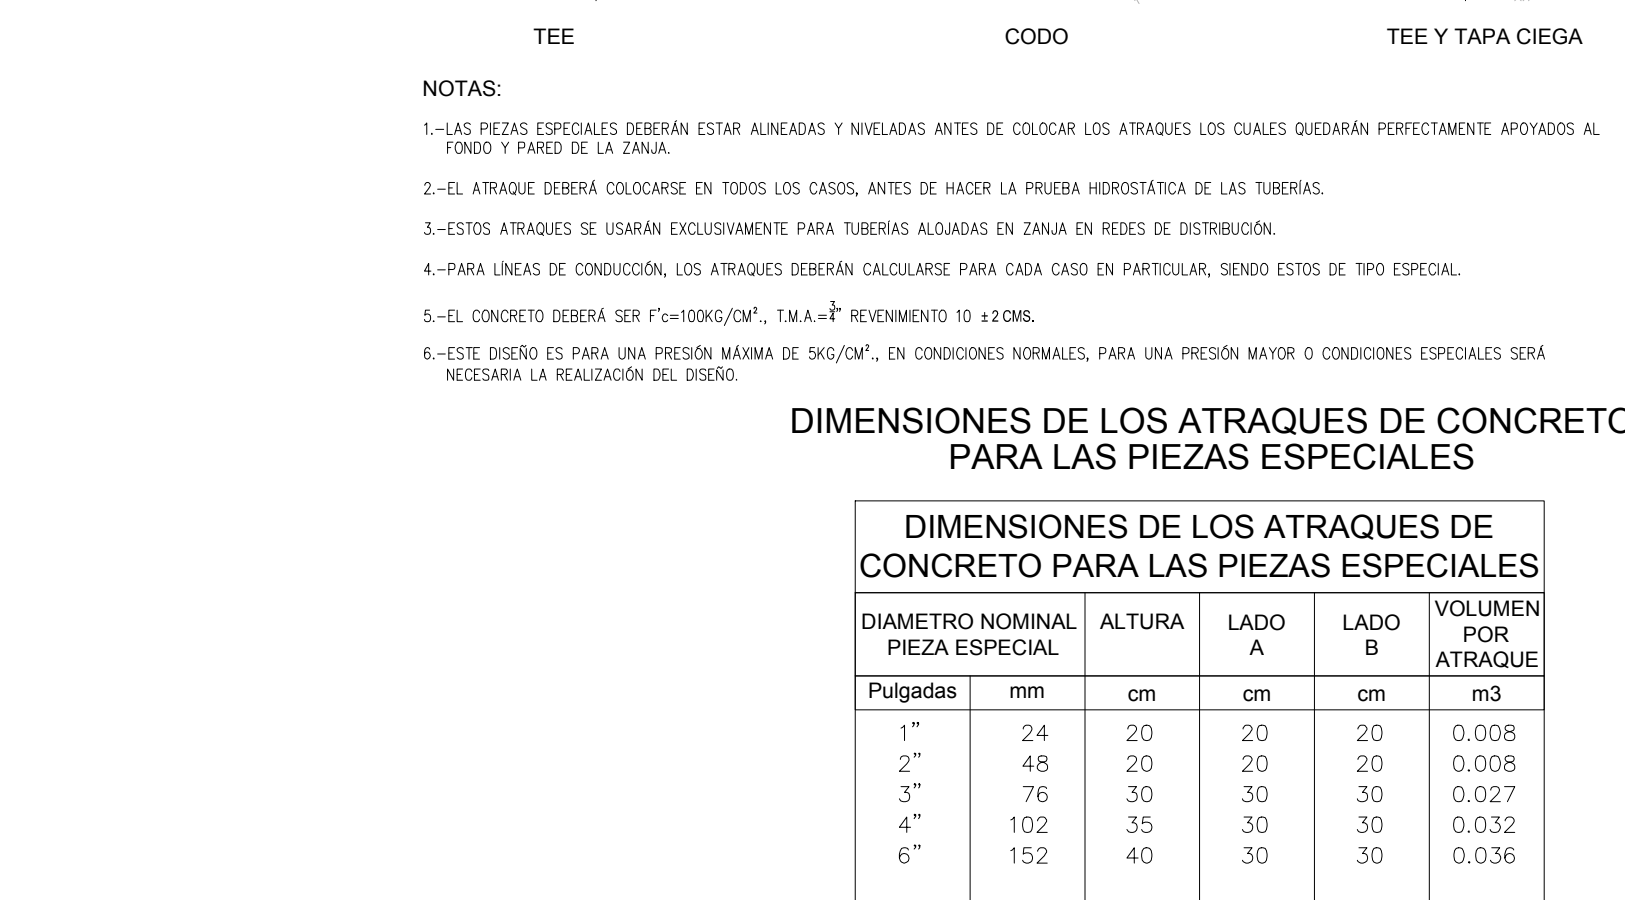 TEE CODO TEE Y TAPA CIEGA
NOTAS:
1.-LAS PIEZAS ESPECIALES DEBERÁN ESTAR ALINEADAS Y NIVELADAS ANTES DE COLOCAR LOS ATRAQUES LOS CUALES QUEDARÁN PERFECTAMENTE APOYADOS AL
FONDO Y PARED DE LA ZANJA.
2.-EL ATRAQUE DEBERÁ COLOCARSE EN TODOS LOS CASOS, ANTES DE HACER LA PRUEBA HIDROSTÁTICA DE LAS TUBERÍAS.
3.-ESTOS ATRAQUES SE USARÁN EXCLUSIVAMENTE PARA TUBERÍAS ALOJADAS EN ZANJA EN REDES DE DISTRIBUCIÓN.
4.-PARA LÍNEAS DE CONDUCCIÓN, LOS ATRAQUES DEBERÁN CALCULARSE PARA CADA CASO EN PARTICULAR, SIENDO ESTOS DE TIPO ESPECIAL.
5.-EL CONCRETO DEBERÁ SER F'c=100KG/CM²., T.M.A.=3/4" REVENIMIENTO 10 ±2 CMS.
6.-ESTE DISEÑO ES PARA UNA PRESIÓN MÁXIMA DE 5KG/CM²., EN CONDICIONES NORMALES, PARA UNA PRESIÓN MAYOR O CONDICIONES ESPECIALES SERÁ
NECESARIA LA REALIZACIÓN DEL DISEÑO.
DIMENSIONES DE LOS ATRAQUES DE CONCRETO
PARA LAS PIEZAS ESPECIALES
DIMENSIONES DE LOS ATRAQUES DE
CONCRETO PARA LAS PIEZAS ESPECIALES
DIAMETRO NOMINAL
PIEZA ESPECIAL
ALTURA
LADO
A
LADO
B
VOLUMEN
POR
ATRAQUE
Pulgadas mm cm cm cm m3
1" 24 20 20 20 0.008
2" 48 20 20 20 0.008
3" 76 30 30 30 0.027
4" 102 35 30 30 0.032
6" 152 40 30 30 0.036